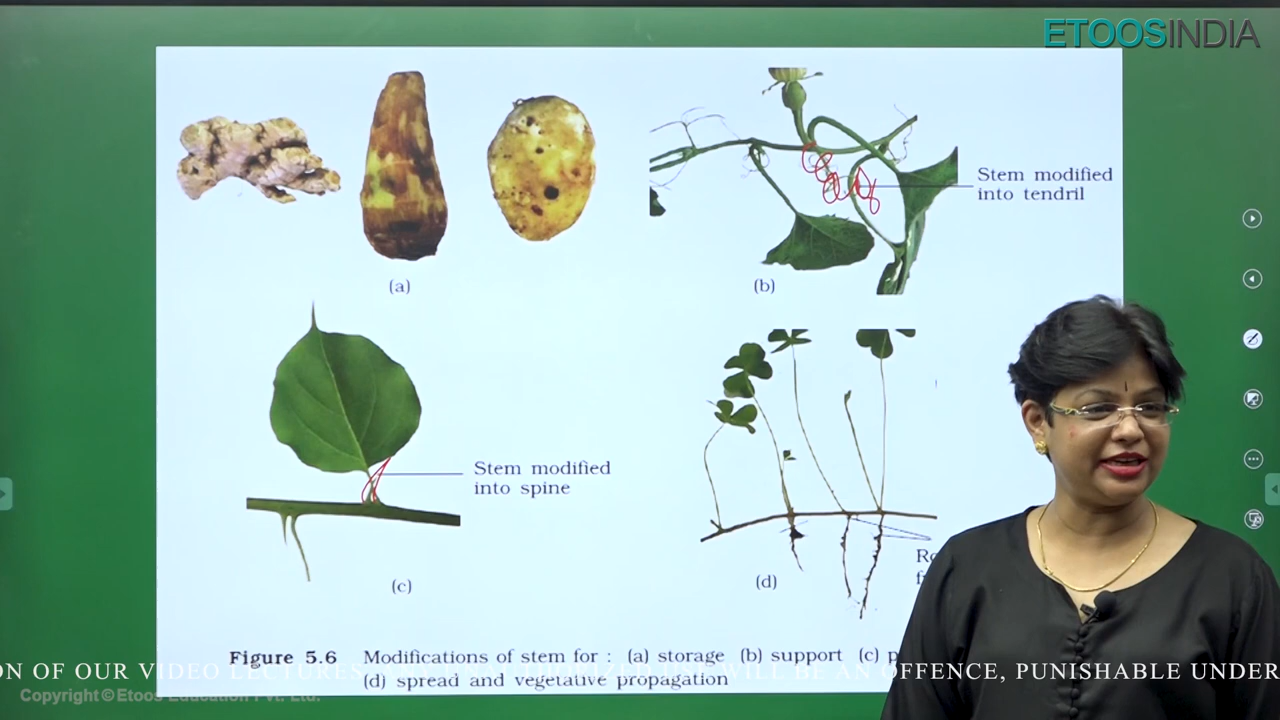 ETOOSINDIA
Stem modified
into tendril
(a)
(b)
Stem modified
into spine
(c)
(d)
Figure 5.6 Modifications of stem for : (a) storage (b) support (c)
(d) spread and vegetative propagation
ON OF OUR VIDEO LECTURES. WILL BE AN OFFENCE, PUNISHABLE UNDER
Copyright © Etoos Education Pvt. Ltd.